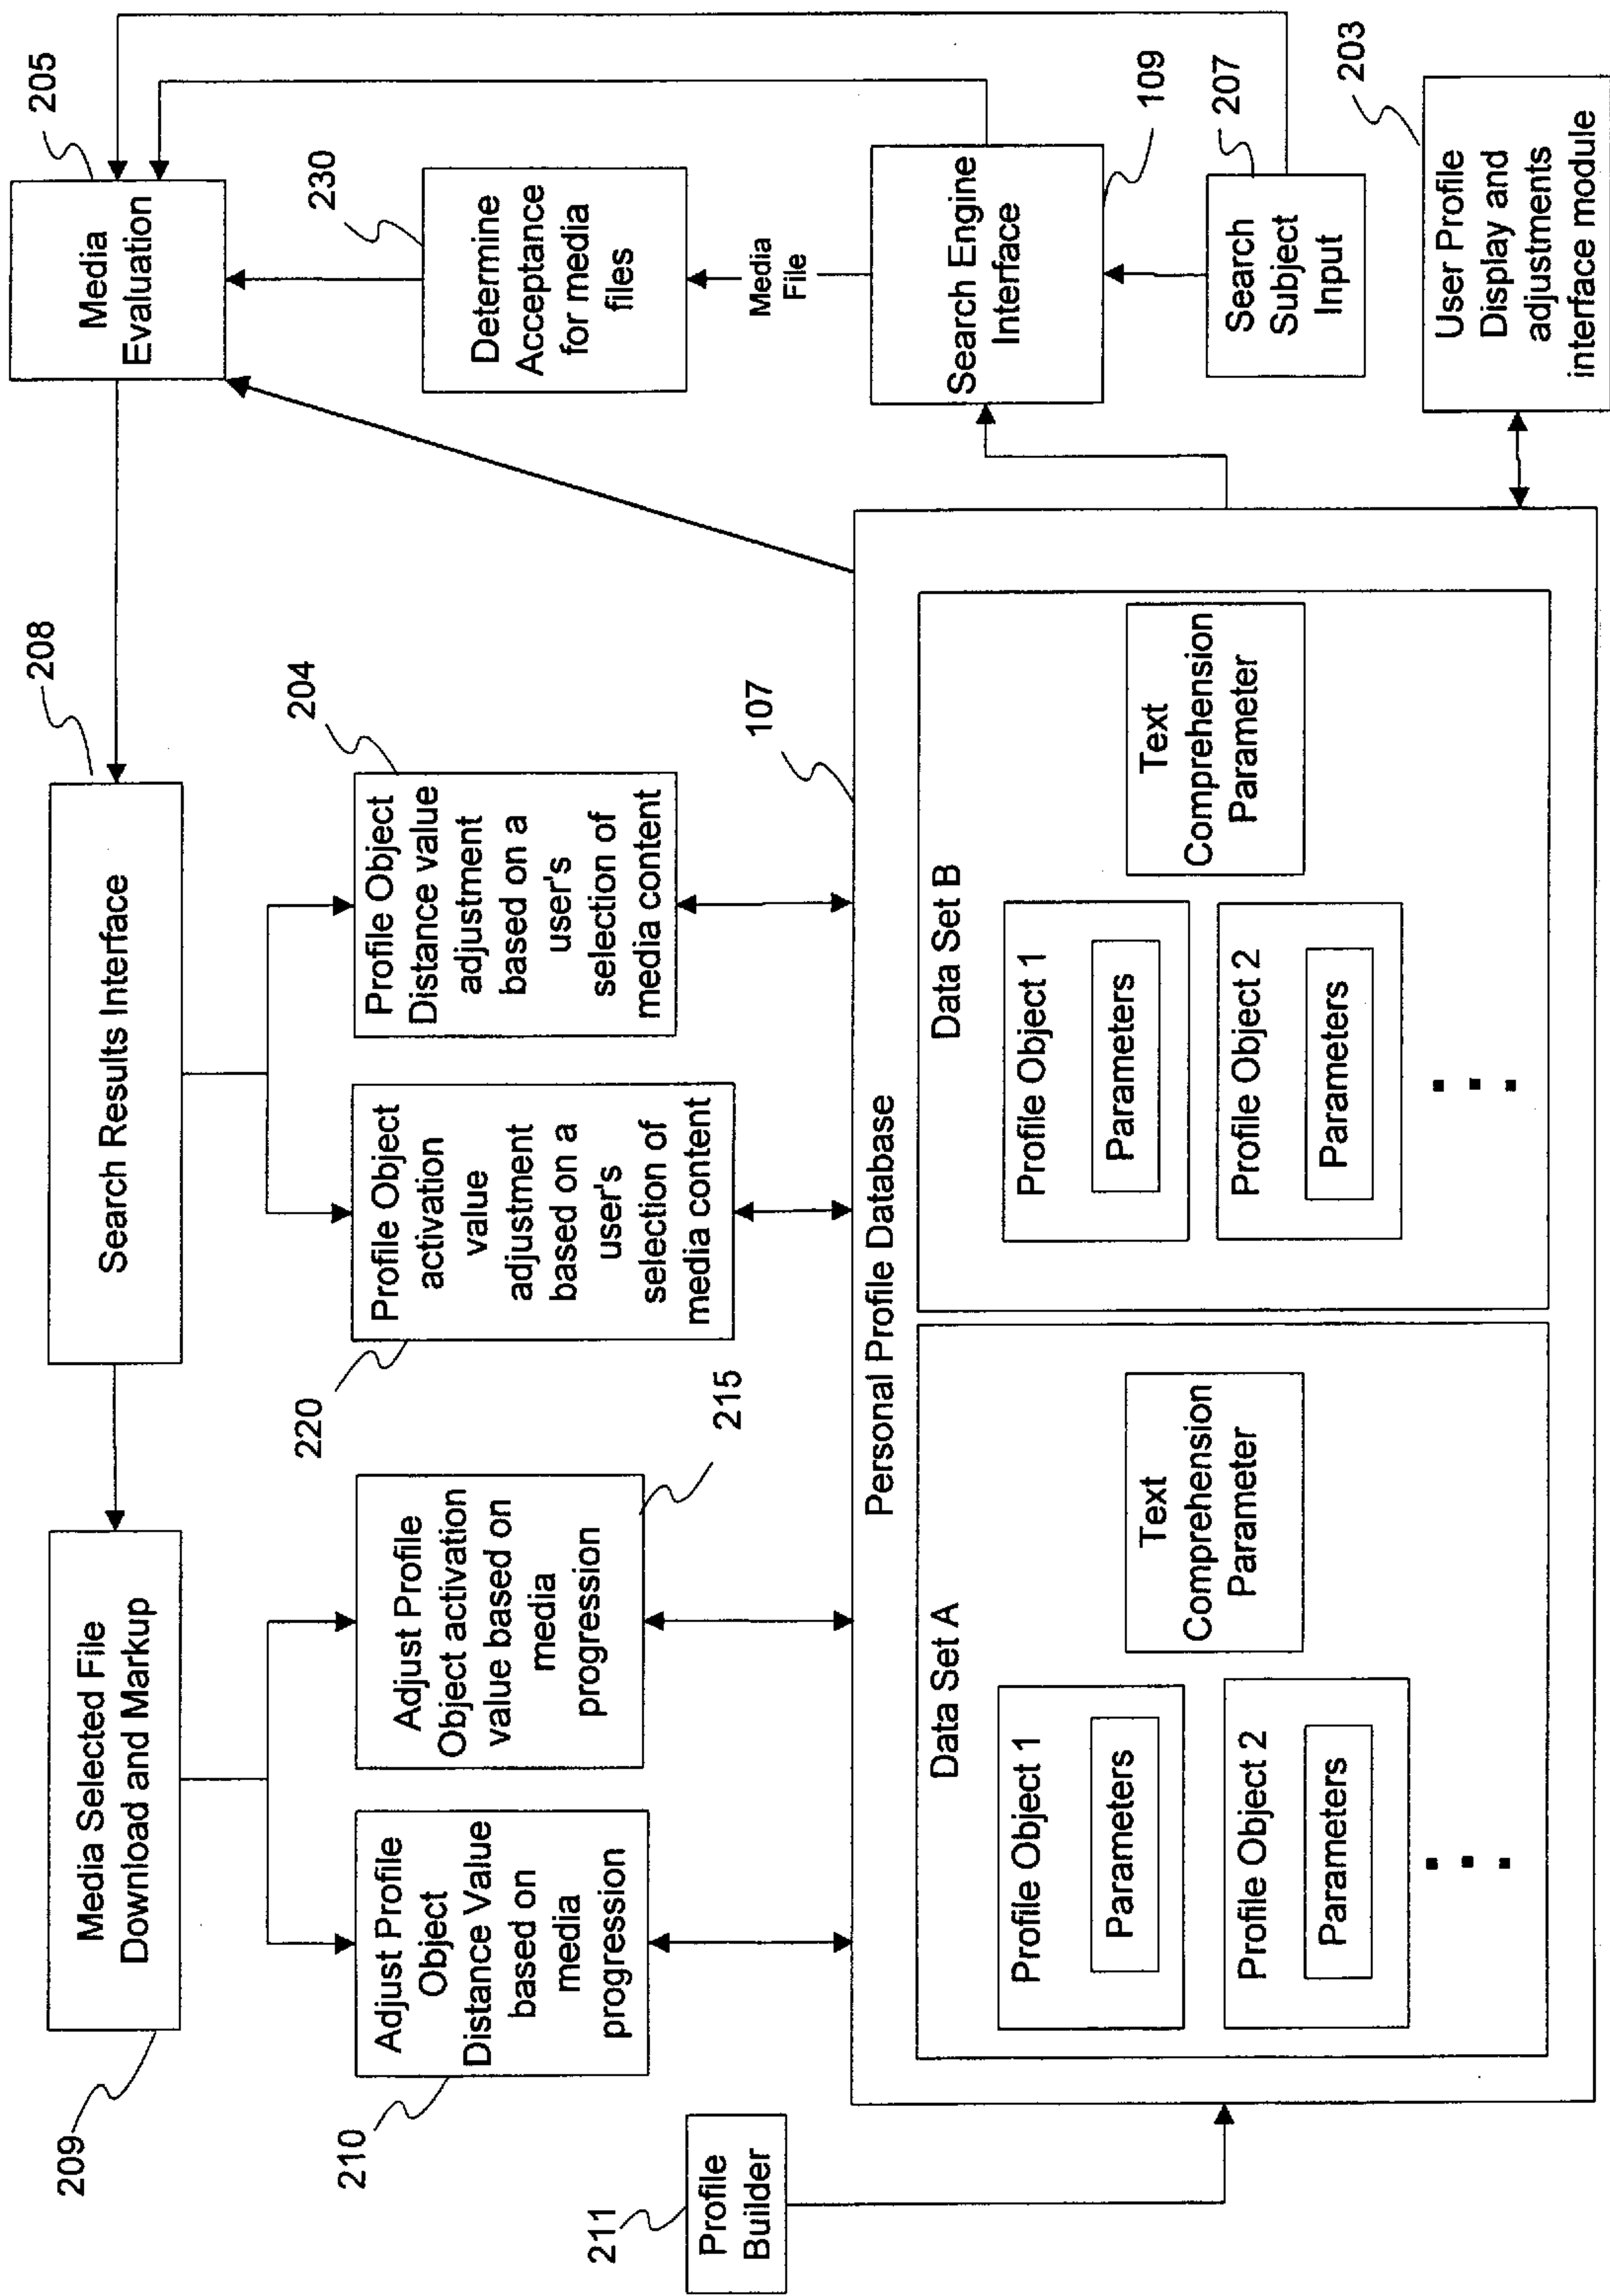 209
Media Selected File
Download and Markup
Search Results Interface
208
Media
Evaluation
205
210
Adjust Profile
Object
Distance Value
based on
media
progression
Adjust Profile
Object activation
value based on
media
progression
215
220
Profile Object
activation
value
adjustment
based on a
user's
selection of
media content
Profile Object
Distance value
adjustment
based on a
user's
selection of
media content
204
Determine
Acceptance
for media
files
230
Media
File
211
Profile
Builder
Personal Profile Database
107
Data Set A
Profile Object 1
Parameters
Profile Object 2
Parameters
Text
Comprehension
Parameter
Data Set B
Profile Object 1
Parameters
Profile Object 2
Parameters
Text
Comprehension
Parameter
Search Engine
Interface
109
Search
Subject
Input
207
User Profile
Display and
adjustments
interface module
203